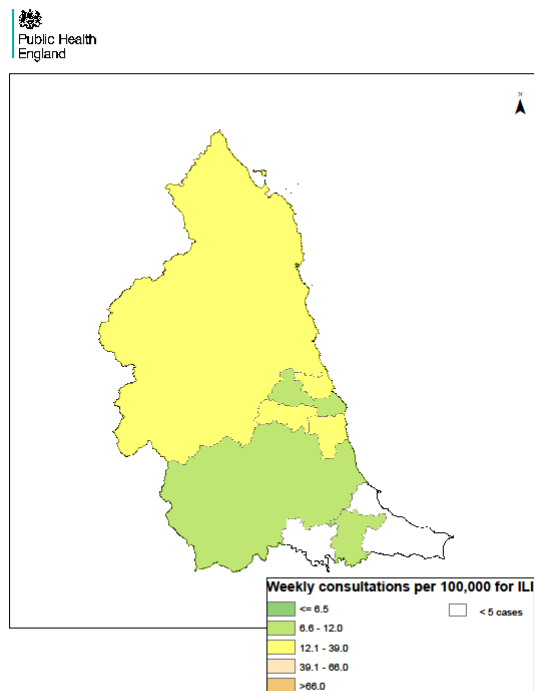 Public Health
England
N
Weekly consultations per 100,000 for ILI
<= 6.5
< 5 cases
6.6 - 12.0
12.1 - 39.0
39.1 - 66.0
>66.0